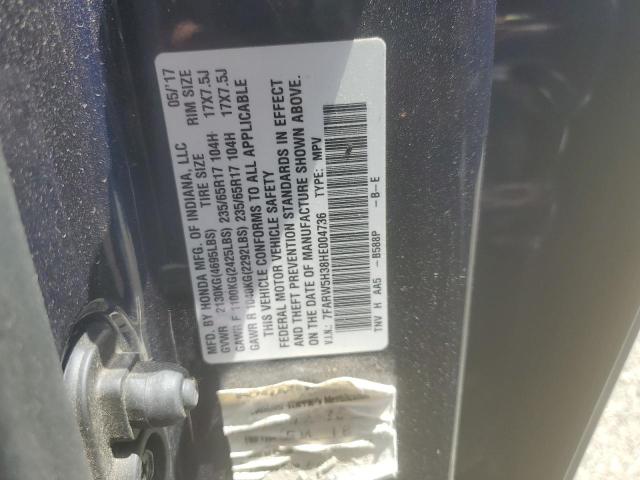 MFD. BY HONDA MFG. OF INDIANA, LLC 05/'17
TIRE SIZE RIM SIZE
GVWR 2130KG(4695LBS)
GAWR F 1100KG(2425LBS) 235/65R17 104H 17X7.5J
GAWR R 1040KG(2292LBS) 235/65R17 104H 17X7.5J
THIS VEHICLE CONFORMS TO ALL APPLICABLE
FEDERAL MOTOR VEHICLE SAFETY
AND THEFT PREVENTION STANDARDS IN EFFECT
ON THE DATE OF MANUFACTURE SHOWN ABOVE.
V.I.N.: 7FARW5H38HE004736 TYPE: MPV
TNV H AA5 -B588P -B-E